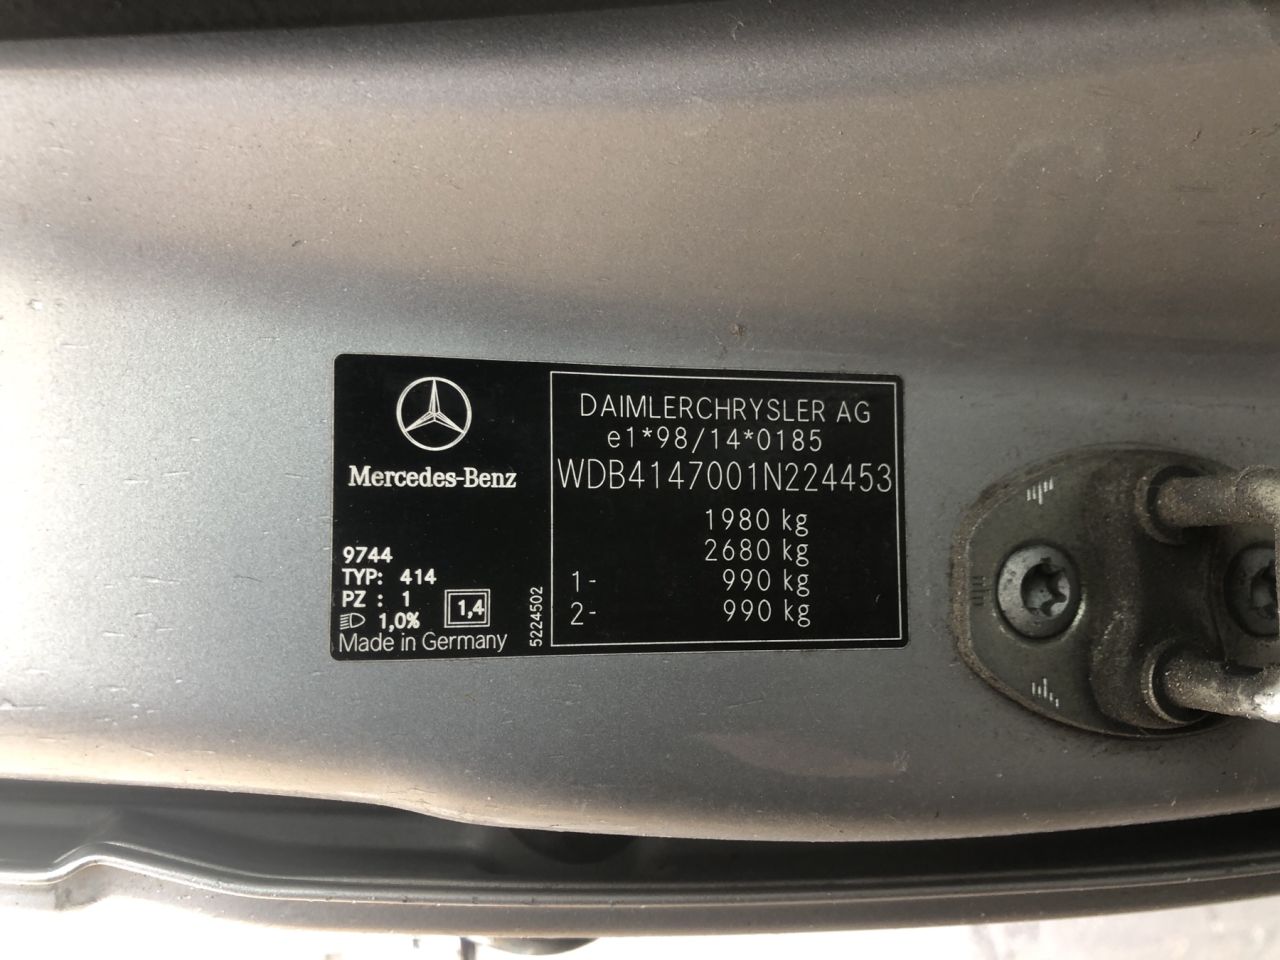 Mercedes-Benz
9744
TYP: 414
PZ : 1
1,0%
1,4
Made in Germany
5224502
DAIMLERCHRYSLER AG
e1*98/14*0185
WDB4147001N224453
1980 kg
2680 kg
1- 990 kg
2- 990 kg